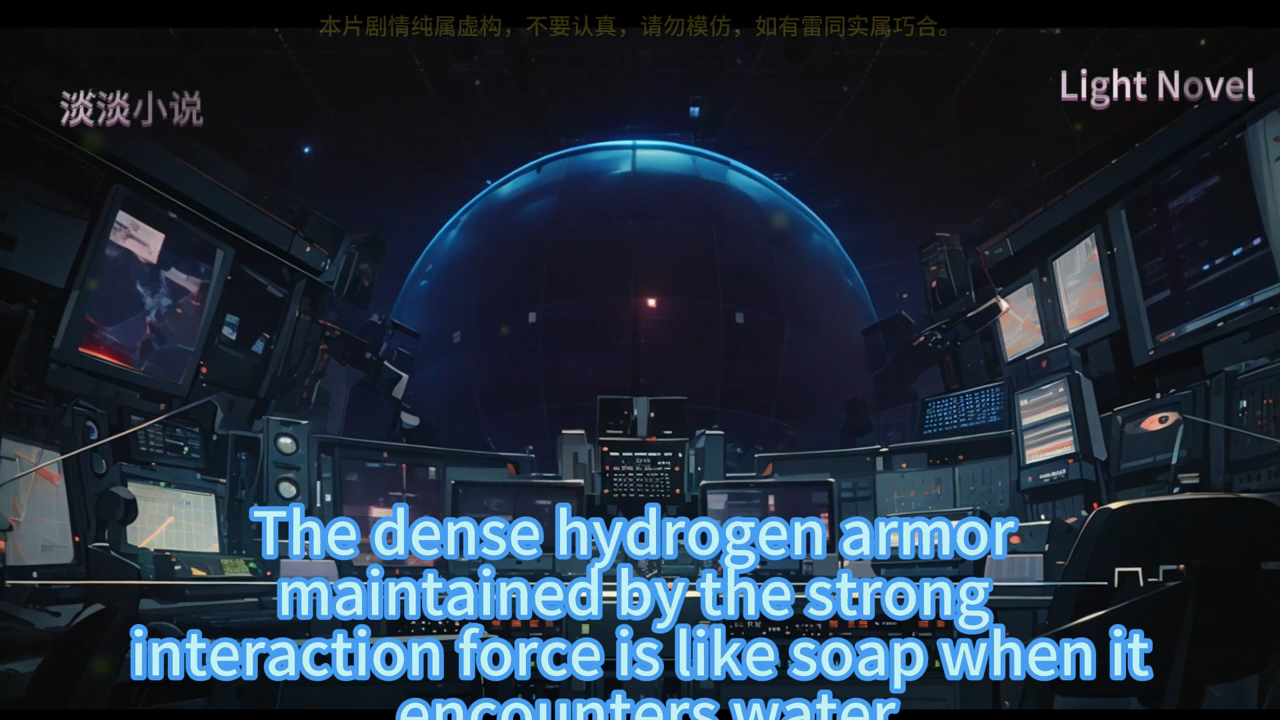 本片剧情纯属虚构，不要认真，请勿模仿，如有雷同实属巧合。
淡淡小说
Light Novel
The dense hydrogen armor
maintained by the strong
interaction force is like soap when it
encounters water